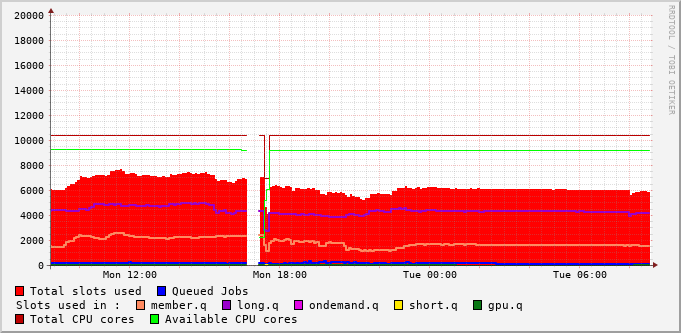 RRDTOOL / TOBI OETIKER
20000
18000
16000
14000
12000
10000
8000
6000
4000
2000
0
Mon 12:00 Mon 18:00 Tue 00:00 Tue 06:00
Total slots used Queued Jobs
Slots used in : member.q long.q ondemand.q short.q gpu.q
Total CPU cores Available CPU cores